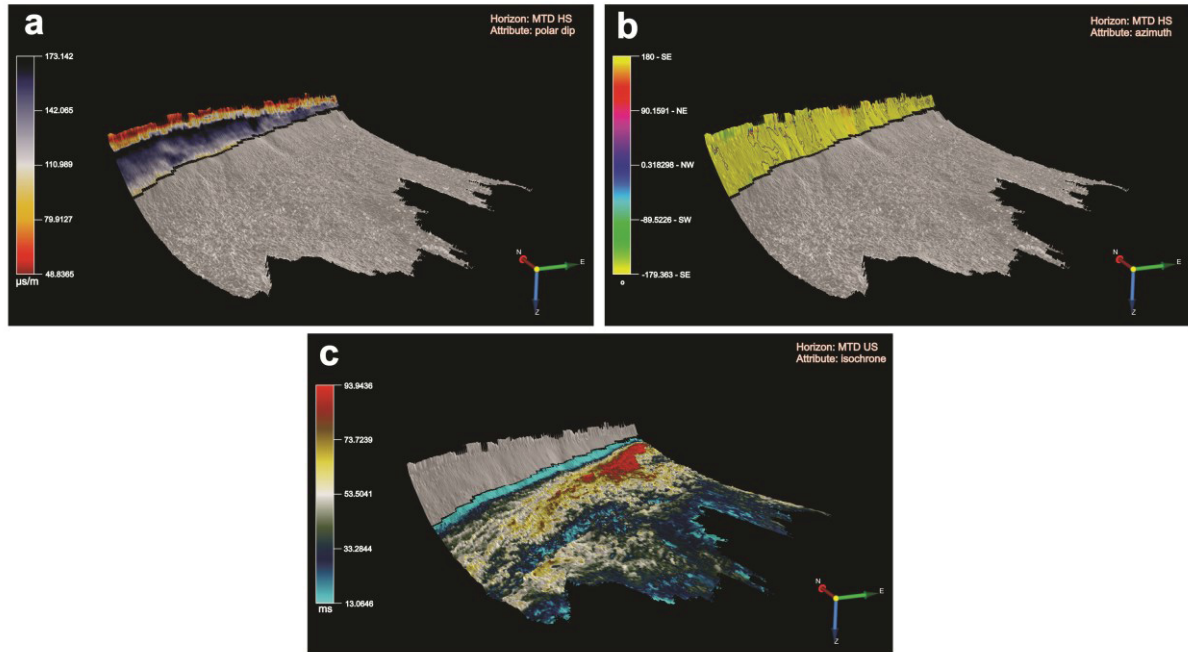 a
Horizon: MTD HS
Attribute: polar dip
173.142
142.065
110.989
79.9127
48.8365
µs/m
N
E
Z
b
Horizon: MTD HS
Attribute: azimuth
180 - SE
90.1591 - NE
0.318298 - NW
-89.5226 - SW
-179.363 - SE
o
N
E
Z
c
Horizon: MTD US
Attribute: isochrone
93.9436
73.7239
53.5041
33.2844
13.0646
ms
N
E
Z